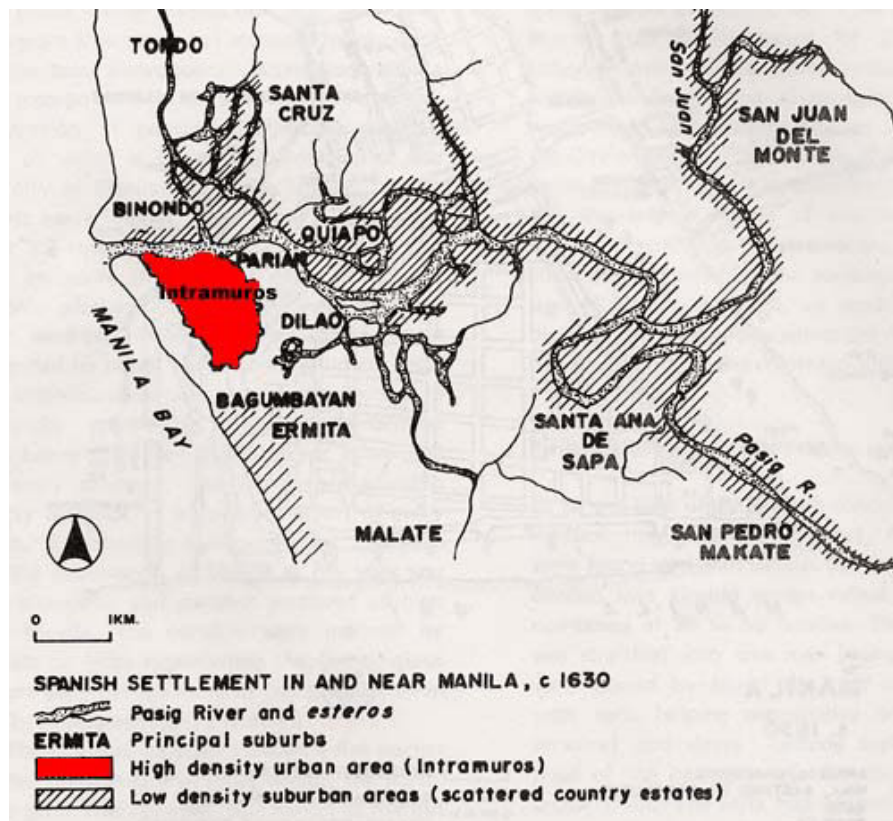 TONDO
SANTA
CRUZ
San Juan R.
SAN JUAN
DEL
MONTE
BINONDO
QUIAPO
PARIAN
Intramuros
DILAO
MANILA BAY
BAGUMBAYAN
ERMITA
SANTA ANA
DE
SAPA
Pasig R.
MALATE
SAN PEDRO
MAKATE
0 1KM.
SPANISH SETTLEMENT IN AND NEAR MANILA, c 1630
Pasig River and esteros
ERMITA Principal suburbs
High density urban area (Intramuros)
Low density suburban areas (scattered country estates)